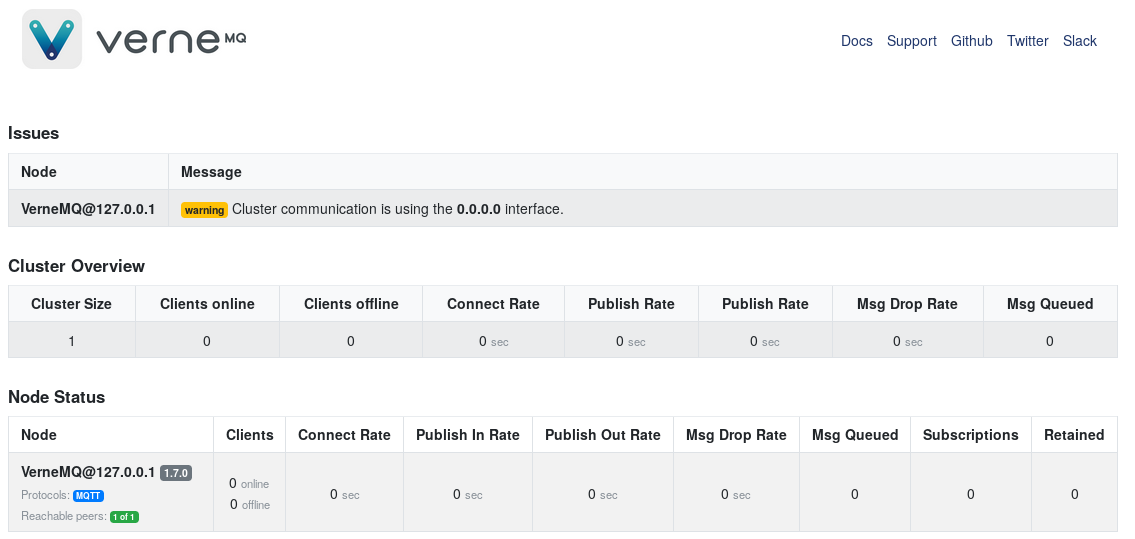 verne MQ
Docs Support Github Twitter Slack
Issues
Node Message
VerneMQ@127.0.0.1 warning Cluster communication is using the 0.0.0.0 interface.
Cluster Overview
Cluster Size Clients online Clients offline Connect Rate Publish Rate Publish Rate Msg Drop Rate Msg Queued
1 0 0 0 sec 0 sec 0 sec 0 sec 0
Node Status
Node Clients Connect Rate Publish In Rate Publish Out Rate Msg Drop Rate Msg Queued Subscriptions Retained
VerneMQ@127.0.0.1 1.7.0
Protocols: MQTT
Reachable peers: 1 of 1
0 online
0 offline
0 sec 0 sec 0 sec 0 sec 0 0 0